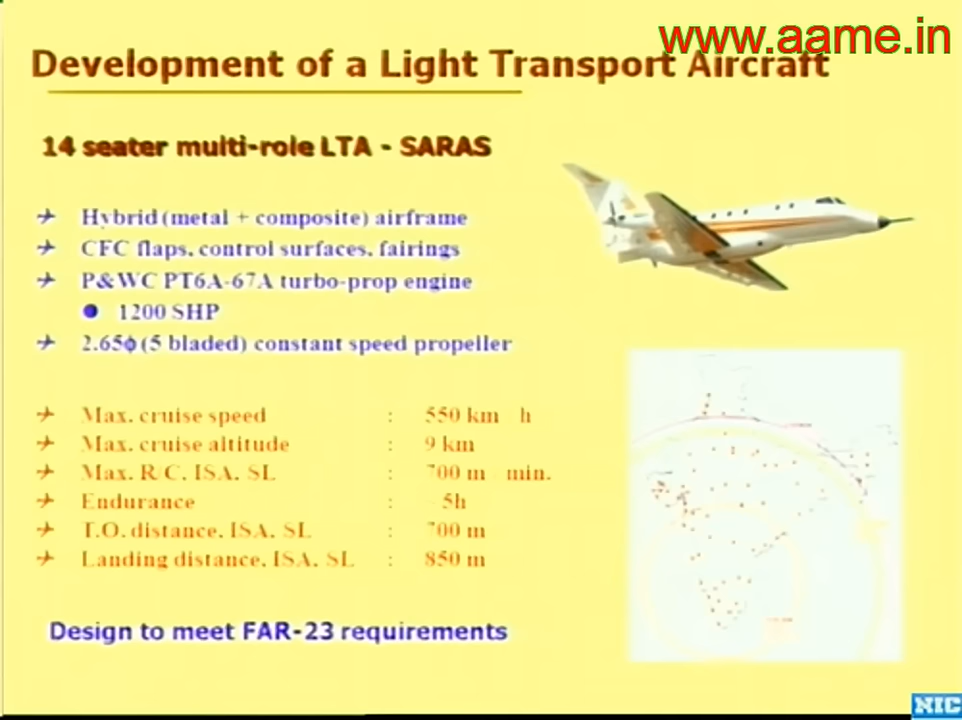 www.aame.in
Development of a Light Transport Aircraft
14 seater multi-role LTA - SARAS
Hybrid (metal + composite) airframe
CFC flaps, control surfaces, fairings
P&WC PT6A-67A turbo-prop engine
1200 SHP
2.65ϕ (5 bladed) constant speed propeller
Max. cruise speed : 550 km h
Max. cruise altitude : 9 km
Max. R/C, ISA, SL : 700 m min.
Endurance : 5h
T.O. distance, ISA, SL : 700 m
Landing distance, ISA, SL : 850 m
Design to meet FAR-23 requirements
NIC